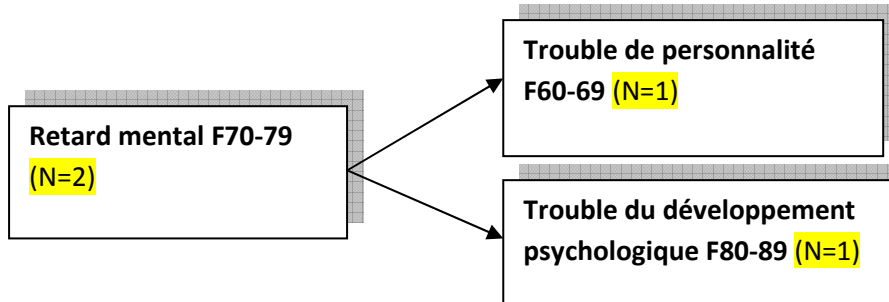 Retard mental F70-79
(N=2)
Trouble de personnalité
F60-69 (N=1)
Trouble du développement
psychologique F80-89 (N=1)